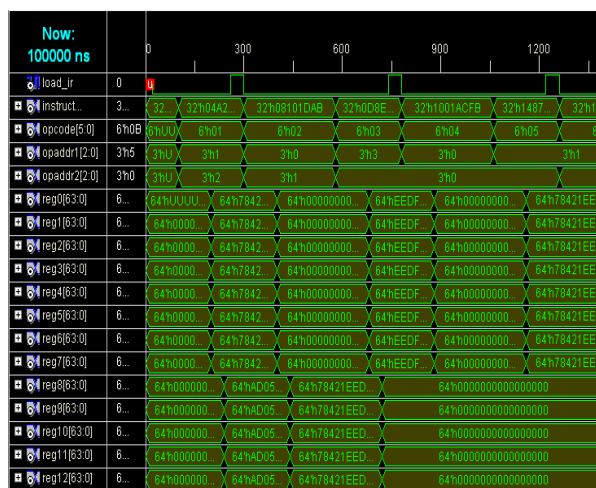 Now:
100000 ns
0 300 600 900 1200
load_ir 0 U
instruct... 3... 32... 32'h04A2... 32'h08101DAB 32'h0D8E... 32'h1001ACFB 32'h1487... 32'h1
opcode[5:0] 6'h0B 6'hUU 6'h01 6'h02 6'h03 6'h04 6'h05 6
opaddr1[2:0] 3'h5 3'hU 3'h1 3'h0 3'h3 3'h0 3'h1
opaddr2[2:0] 3'h0 3'hU 3'h2 3'h1 3'h0
reg0[63:0] 6... 64'hUUUU... 64'h7842... 64'h00000000... 64'hEEDF... 64'h00000000... 64'h78421EE
reg1[63:0] 6... 64'h0000... 64'h7842... 64'h00000000... 64'hEEDF... 64'h00000000... 64'h78421EE
reg2[63:0] 6... 64'h0000... 64'h7842... 64'h00000000... 64'hEEDF... 64'h00000000... 64'h78421EE
reg3[63:0] 6... 64'h0000... 64'h7842... 64'h00000000... 64'hEEDF... 64'h00000000... 64'h78421EE
reg4[63:0] 6... 64'h0000... 64'h7842... 64'h00000000... 64'hEEDF... 64'h00000000... 64'h78421EE
reg5[63:0] 6... 64'h0000... 64'h7842... 64'h00000000... 64'hEEDF... 64'h00000000... 64'h78421EE
reg6[63:0] 6... 64'h0000... 64'h7842... 64'h00000000... 64'hEEDF... 64'h00000000... 64'h78421EE
reg7[63:0] 6... 64'h0000... 64'h7842... 64'h00000000... 64'hEEDF... 64'h00000000... 64'h78421EE
reg8[63:0] 6... 64'h000000... 64'hAD05... 64'h78421EED... 64'h0000000000000000
reg9[63:0] 6... 64'h000000... 64'hAD05... 64'h78421EED... 64'h0000000000000000
reg10[63:0] 6... 64'h000000... 64'hAD05... 64'h78421EED... 64'h0000000000000000
reg11[63:0] 6... 64'h000000... 64'hAD05... 64'h78421EED... 64'h0000000000000000
reg12[63:0] 6... 64'h000000... 64'hAD05... 64'h78421EED... 64'h0000000000000000